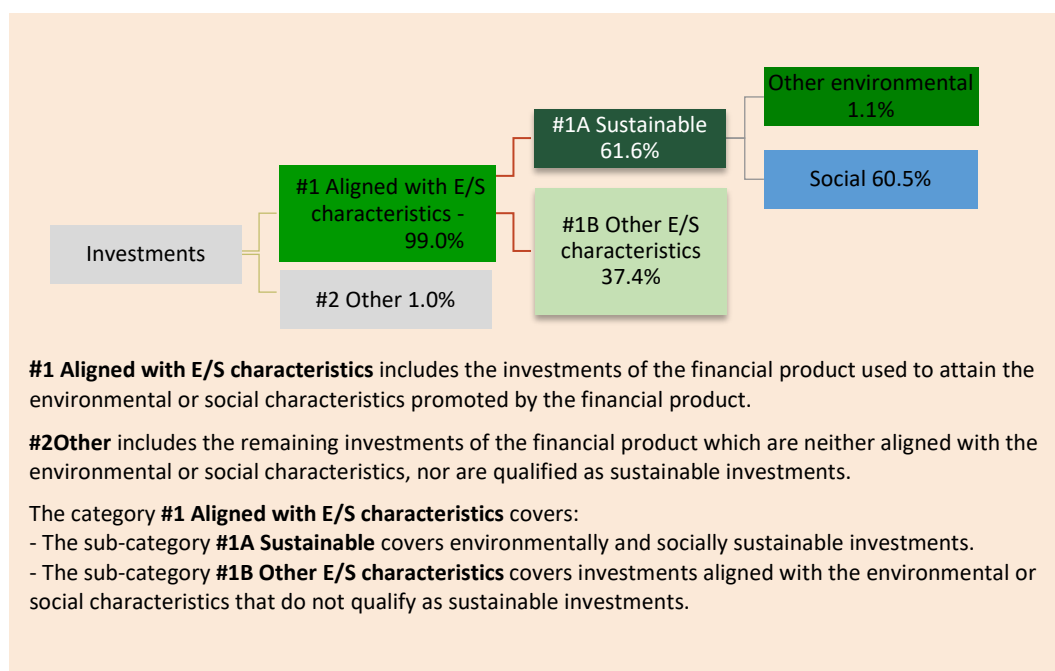 Investments
#1 Aligned with E/S
characteristics -
99.0%
#2 Other 1.0%
#1A Sustainable
61.6%
#1B Other E/S
characteristics
37.4%
Other environmental
1.1%
Social 60.5%
#1 Aligned with E/S characteristics includes the investments of the financial product used to attain the
environmental or social characteristics promoted by the financial product.
#2Other includes the remaining investments of the financial product which are neither aligned with the
environmental or social characteristics, nor are qualified as sustainable investments.
The category #1 Aligned with E/S characteristics covers:
- The sub-category #1A Sustainable covers environmentally and socially sustainable investments.
- The sub-category #1B Other E/S characteristics covers investments aligned with the environmental or
social characteristics that do not qualify as sustainable investments.